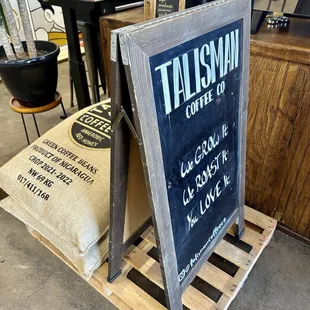 TALISMAN
COFFEE CO
We GROW It
We ROAST It
You LOVE It
COFFEE
GREEN COFFEE BEANS
PRODUCT OF NICARAGUA
CROP 2021-2022
NW 69 KG
017/411/168